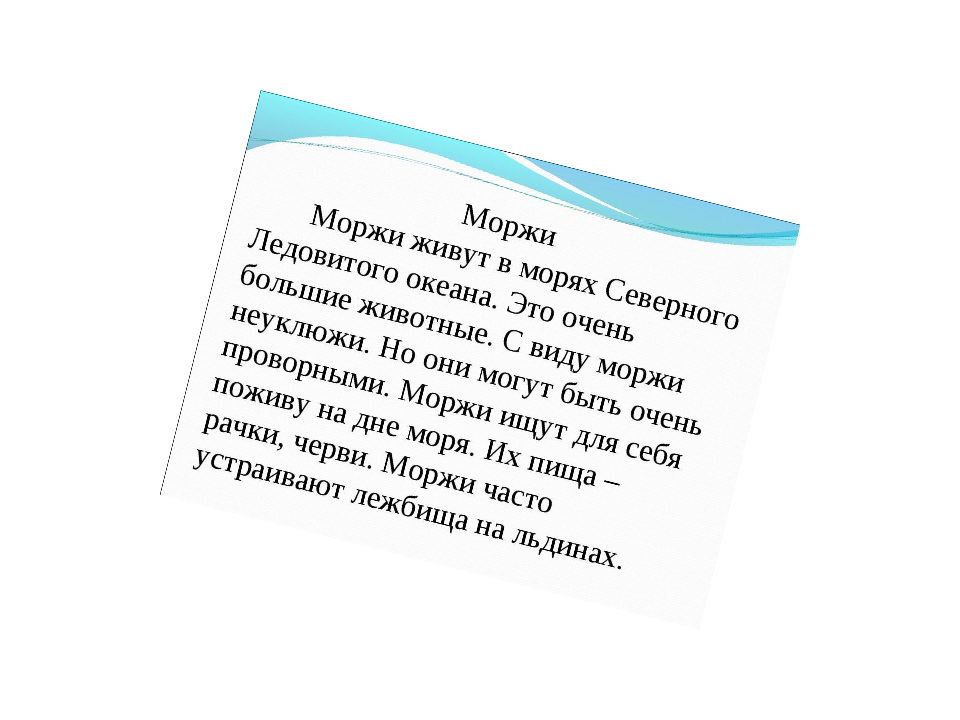 Моржи
Моржи живут в морях Северного
Ледовитого океана. Это очень
большие животные. С виду моржи
неуклюжи. Но они могут быть очень
проворными. Моржи ищут для себя
поживу на дне моря. Их пища –
рачки, черви. Моржи часто
устраивают лежбища на льдинах.